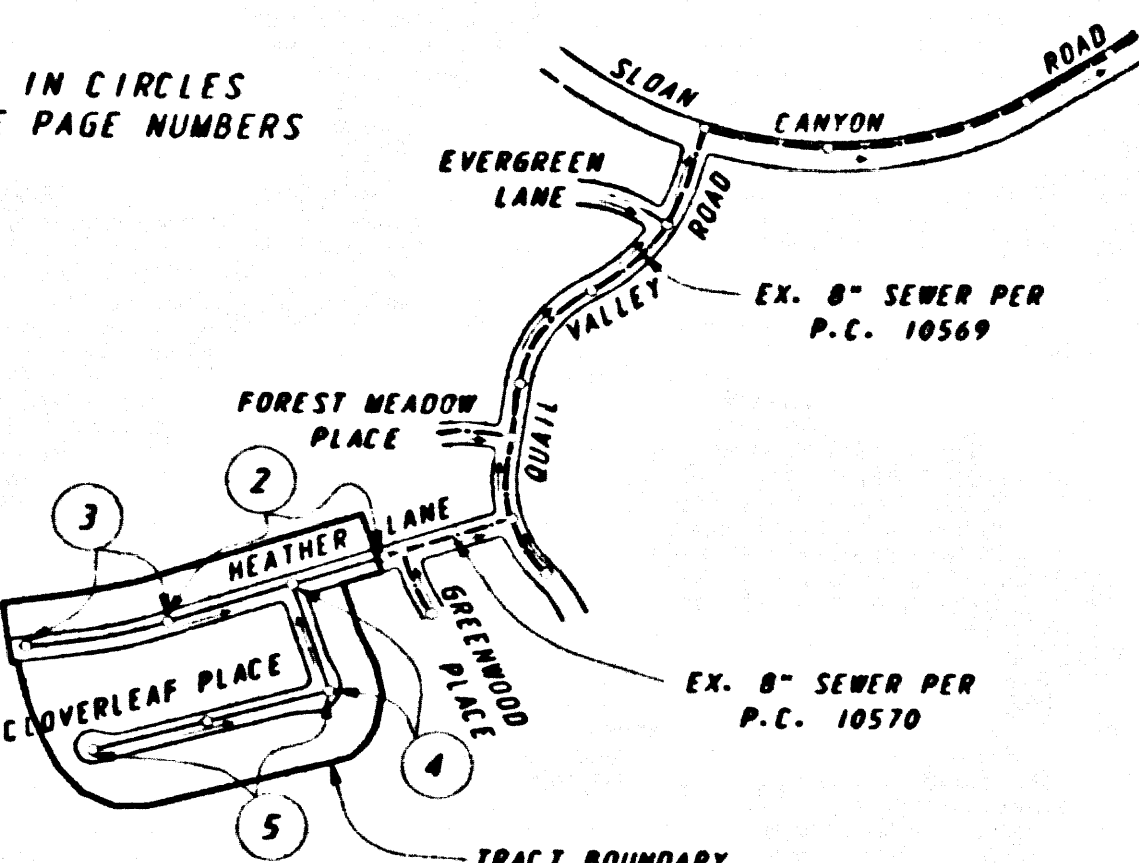 IN CIRCLES
PAGE NUMBERS
SLOAN
CANYON
ROAD
EVERGREEN
LANE
ROAD
VALLEY
QUAIL
EX. 8" SEWER PER
P.C. 10569
FOREST MEADOW
PLACE
2
3
HEATHER
LANE
GREENWOOD
PLACE
CLOVERLEAF PLACE
EX. 8" SEWER PER
P.C. 10570
4
5
TRACT BOUNDARY